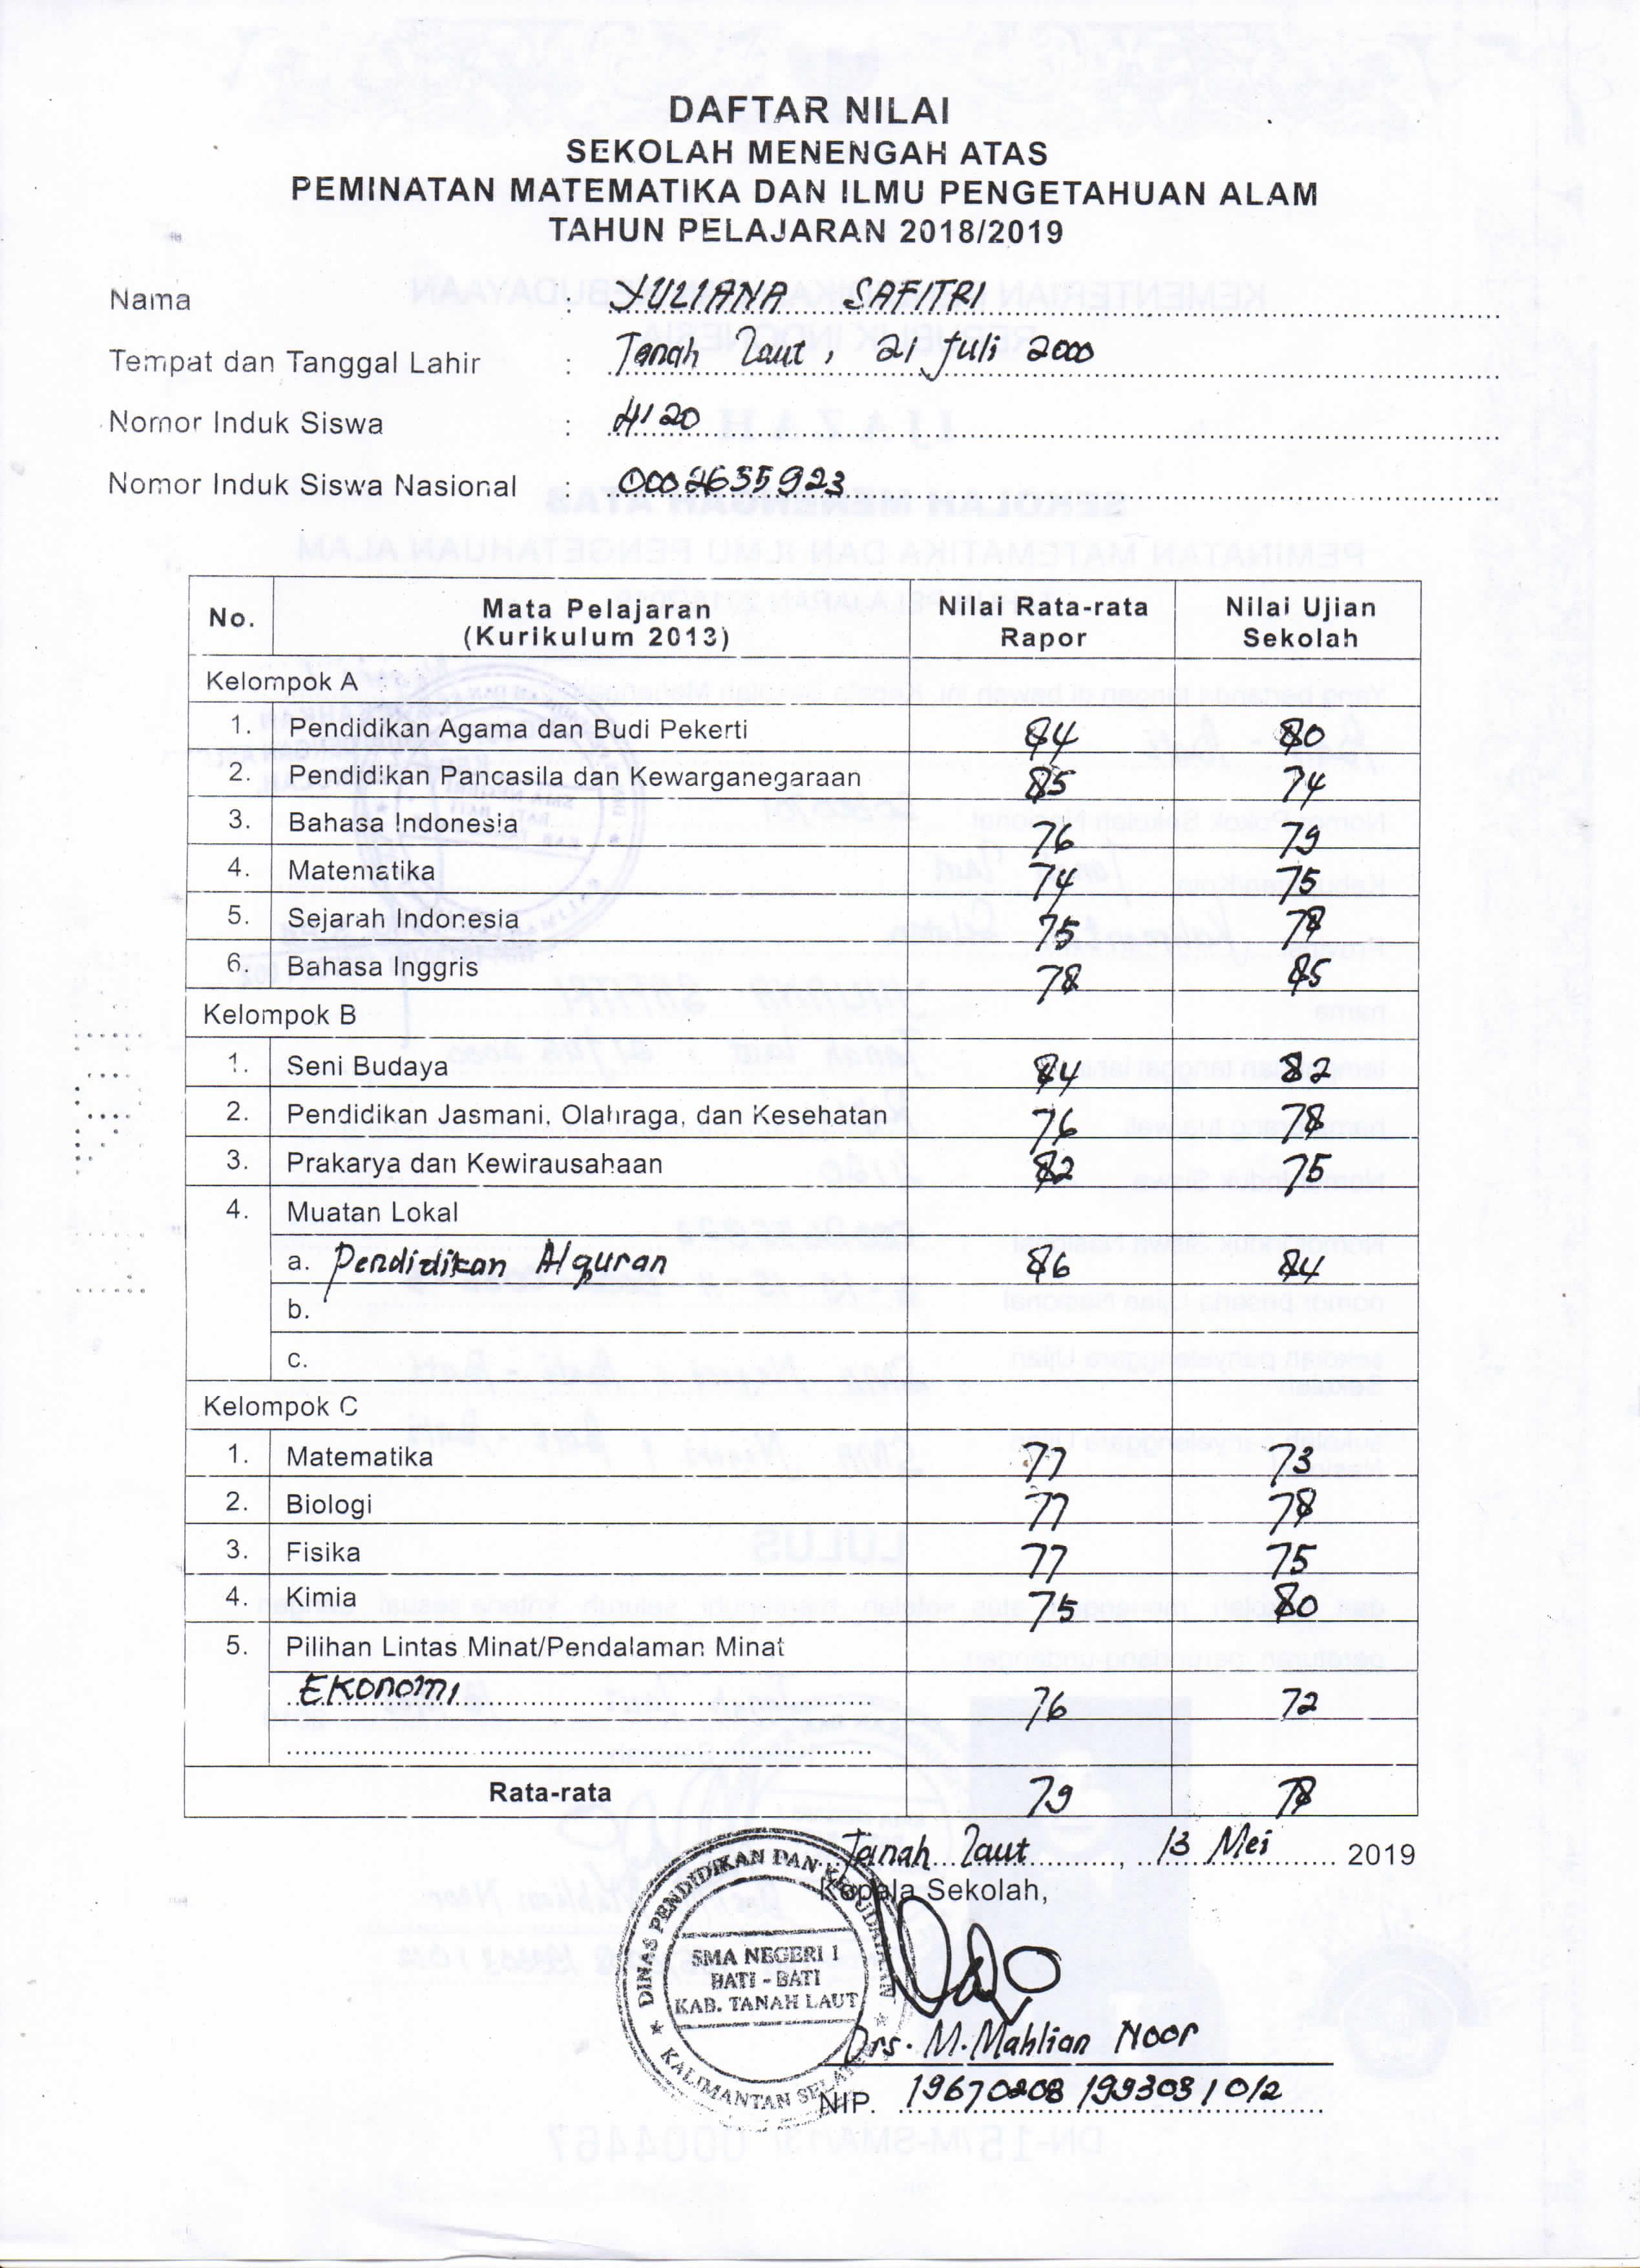 DAFTAR NILAI
SEKOLAH MENENGAH ATAS
PEMINATAN MATEMATIKA DAN ILMU PENGETAHUAN ALAM
TAHUN PELAJARAN 2018/2019
Nama : YULIANA SAFITRI
Tempat dan Tanggal Lahir : Tanah Laut, 21 Juli 2000
Nomor Induk Siswa : 4120
Nomor Induk Siswa Nasional : 0002655923
No. Mata Pelajaran (Kurikulum 2013) Nilai Rata-rata Rapor Nilai Ujian Sekolah
Kelompok A
1. Pendidikan Agama dan Budi Pekerti 84 80
2. Pendidikan Pancasila dan Kewarganegaraan 85 74
3. Bahasa Indonesia 76 79
4. Matematika 74 75
5. Sejarah Indonesia 75 78
6. Bahasa Inggris 78 85
Kelompok B
1. Seni Budaya 84 82
2. Pendidikan Jasmani, Olahraga, dan Kesehatan 76 78
3. Prakarya dan Kewirausahaan 82 75
4. Muatan Lokal
a. Pendidikan Alquran 86 84
b.
c.
Kelompok C
1. Matematika 77 73
2. Biologi 77 78
3. Fisika 77 75
4. Kimia 75 80
5. Pilihan Lintas Minat/Pendalaman Minat
Ekonomi 76 72
Rata-rata 79 78
Tanah Laut, 13 Mei 2019
Kepala Sekolah,
DINAS PENDIDIKAN DAN KEBUDAYAAN
SMA NEGERI 1
BATI - BATI
KAB. TANAH LAUT
KALIMANTAN SELATAN
Drs. M. Mahlian Noor
NIP. 19670208 199303 1 012